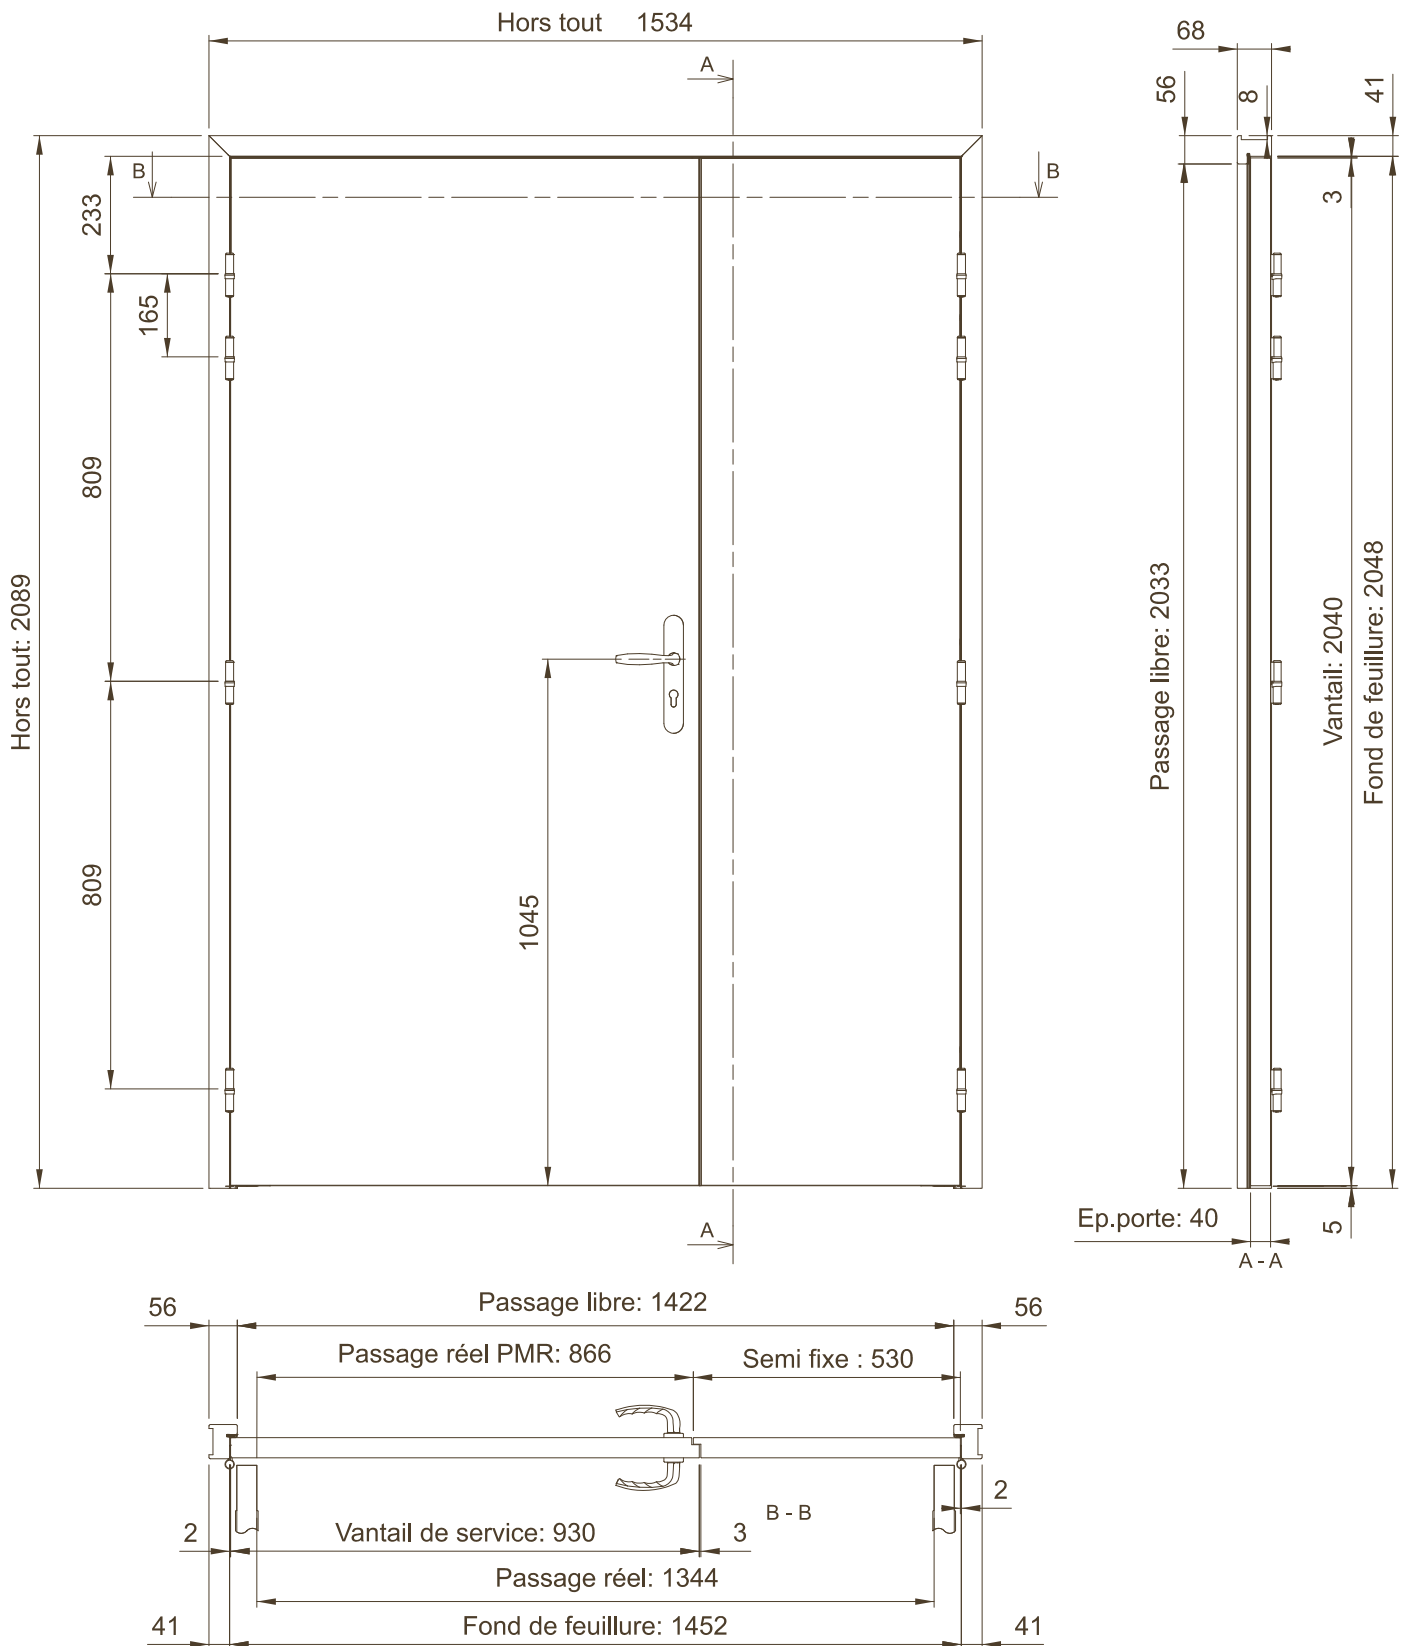 Hors tout 1534
68
A
56
8
41
B
B
233
3
165
809
Hors tout: 2089
Passage libre: 2033
Vantail: 2040
Fond de feuillure: 2048
809
1045
Ep.porte: 40
5
A
A - A
56
Passage libre: 1422
56
Passage réel PMR: 866
Semi fixe : 530
2
B - B
2
Vantail de service: 930
3
Passage réel: 1344
41
Fond de feuillure: 1452
41